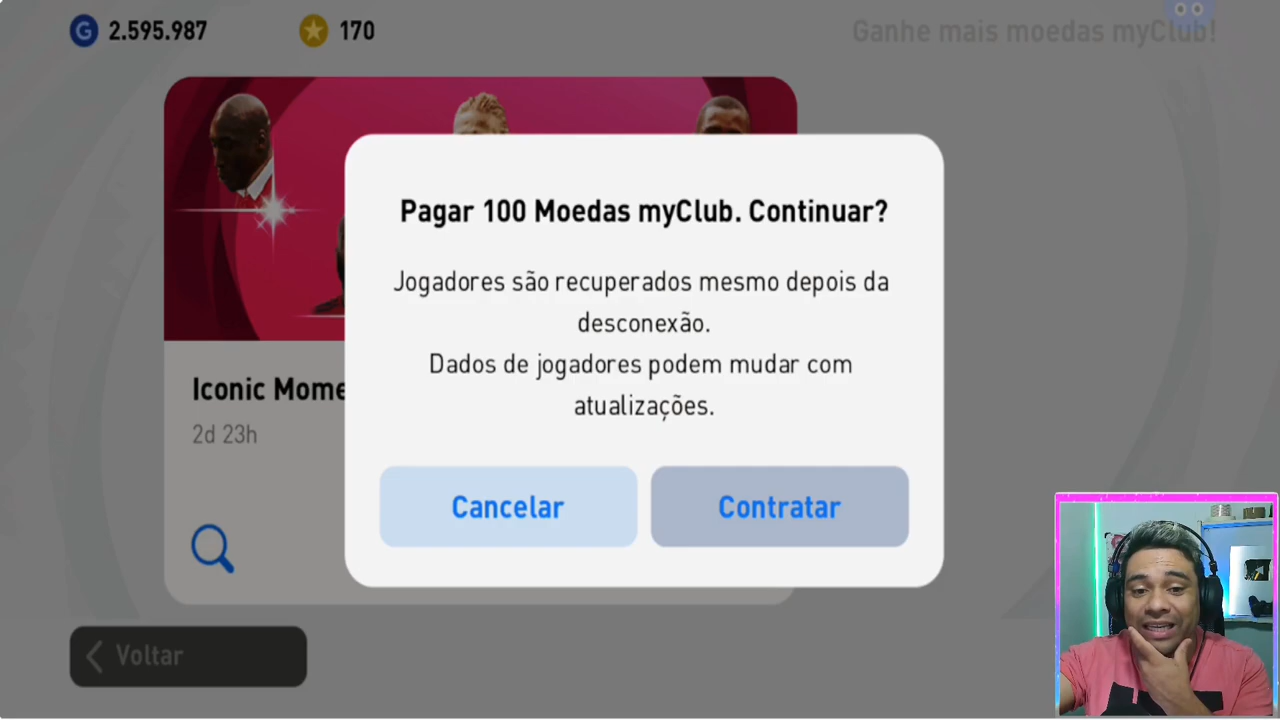 G 2.595.987
170
Ganhe mais moedas myClub!
Pagar 100 Moedas myClub. Continuar?
Jogadores são recuperados mesmo depois da
desconexão.
Dados de jogadores podem mudar com
atualizações.
Iconic Mome
2d 23h
Cancelar
Contratar
Voltar